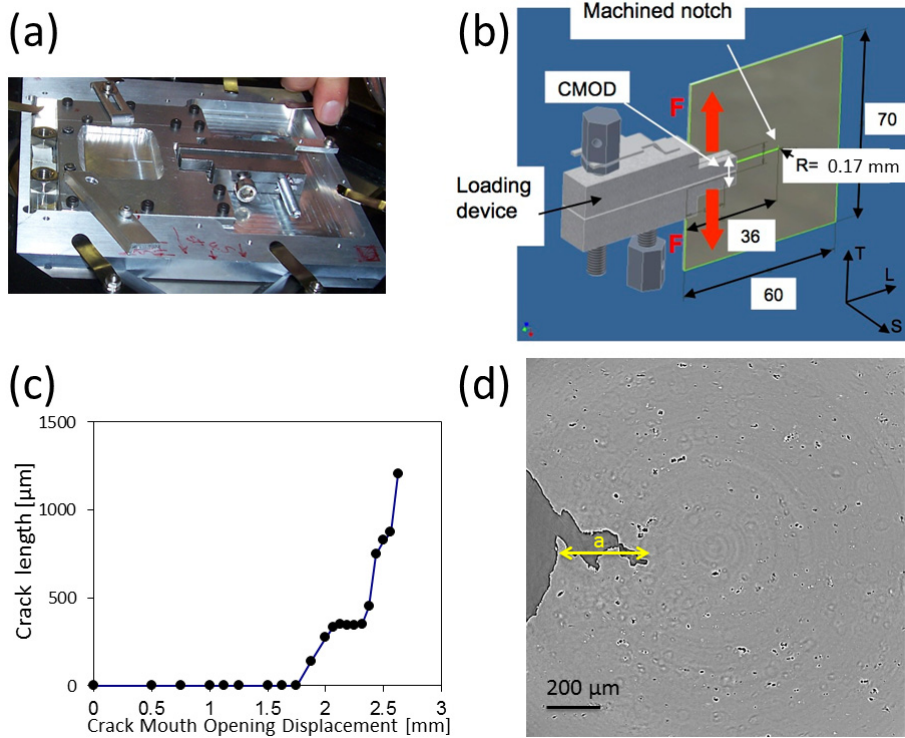 (a)
(b)
Machined notch
CMOD
F
70
R= 0.17 mm
Loading
device
F
36
60
T
L
S
(c)
(d)
1500
1000
500
0
Crack length [µm]
0
0.5
1
1.5
2
2.5
3
Crack Mouth Opening Displacement [mm]
a
200 µm